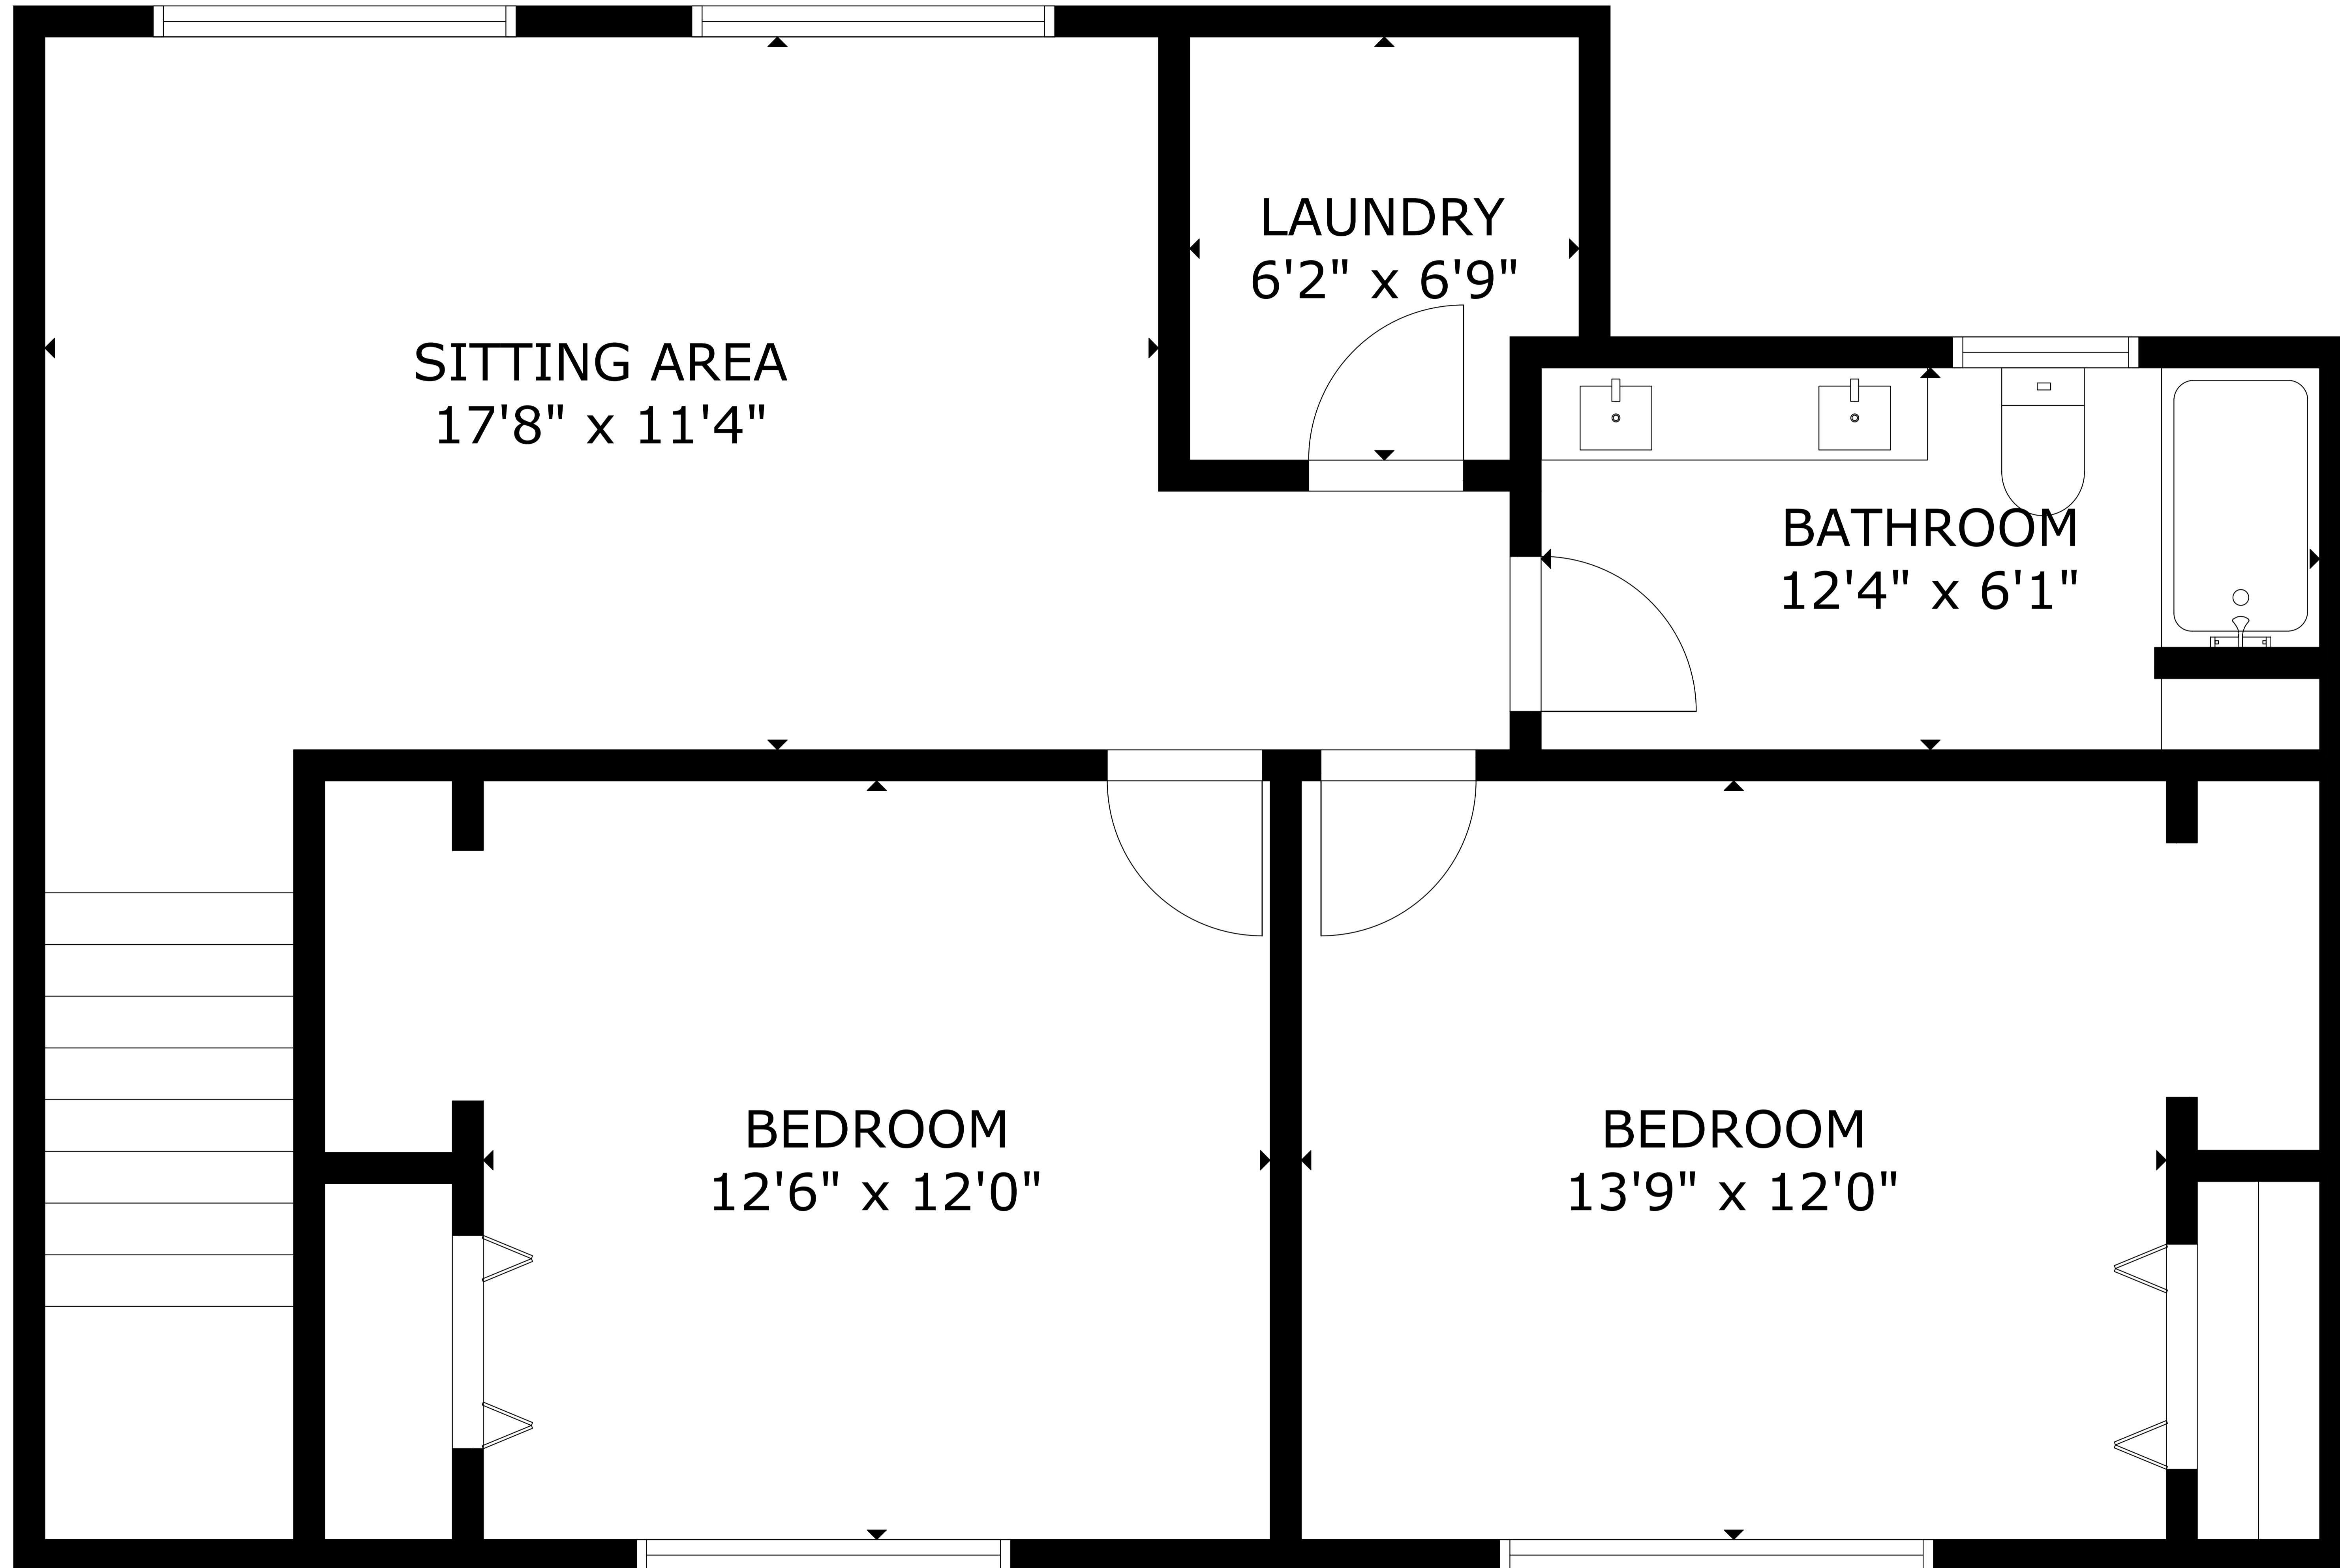 LAUNDRY
6'2" x 6'9"
SITTING AREA
17'8" x 11'4"
BATHROOM
12'4" x 6'1"
BEDROOM
12'6" x 12'0"
BEDROOM
13'9" x 12'0"